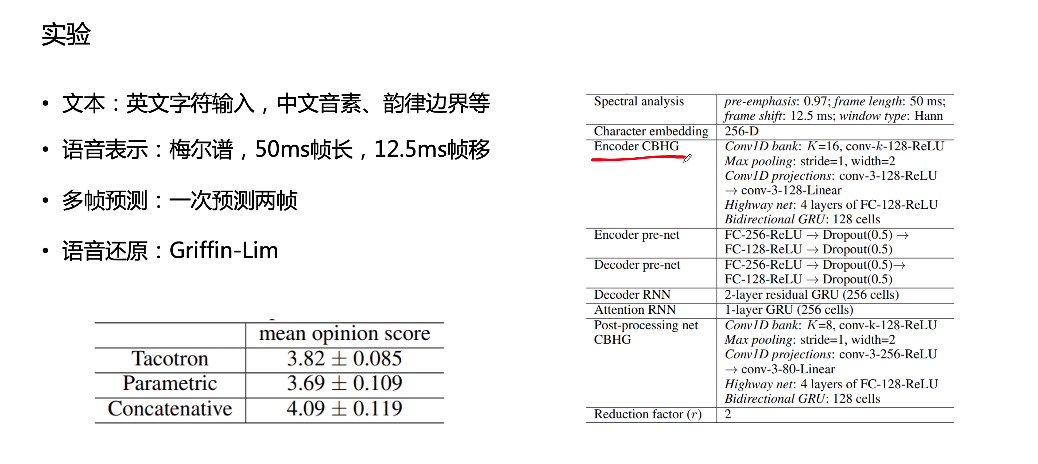 实验
• 文本：英文字符输入，中文音素、韵律边界等
• 语音表示：梅尔谱，50ms帧长，12.5ms帧移
• 多帧预测：一次预测两帧
• 语音还原：Griffin-Lim
mean opinion score
Tacotron 3.82 ± 0.085
Parametric 3.69 ± 0.109
Concatenative 4.09 ± 0.119
Spectral analysis pre-emphasis: 0.97; frame length: 50 ms;
frame shift: 12.5 ms; window type: Hann
Character embedding 256-D
Encoder CBHG Conv1D bank: K=16, conv-k-128-ReLU
Max pooling: stride=1, width=2
Conv1D projections: conv-3-128-ReLU
→ conv-3-128-Linear
Highway net: 4 layers of FC-128-ReLU
Bidirectional GRU: 128 cells
Encoder pre-net FC-256-ReLU → Dropout(0.5) →
FC-128-ReLU → Dropout(0.5)
Decoder pre-net FC-256-ReLU → Dropout(0.5)→
FC-128-ReLU → Dropout(0.5)
Decoder RNN 2-layer residual GRU (256 cells)
Attention RNN 1-layer GRU (256 cells)
Post-processing net Conv1D bank: K=8, conv-k-128-ReLU
CBHG Max pooling: stride=1, width=2
Conv1D projections: conv-3-256-ReLU
→ conv-3-80-Linear
Highway net: 4 layers of FC-128-ReLU
Bidirectional GRU: 128 cells
Reduction factor (r) 2